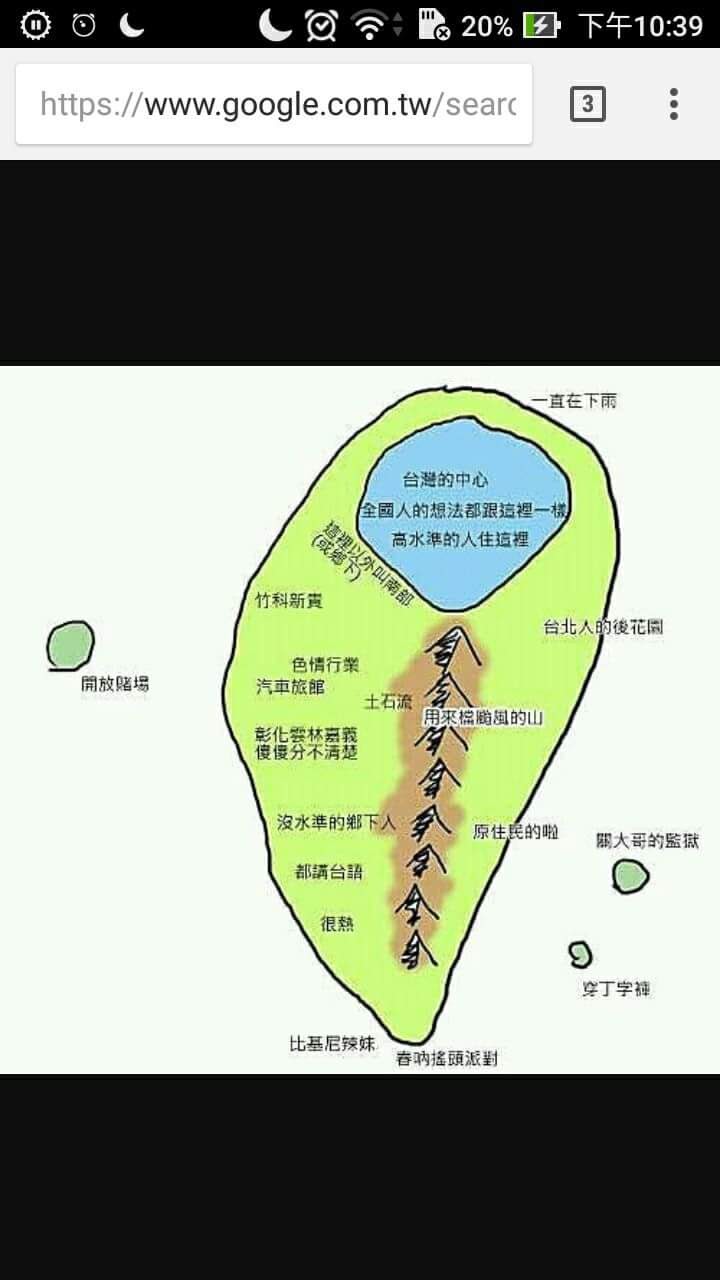 20%
下午10:39
https://www.google.com.tw/searc
3
一直在下雨
台灣的中心
全國人的想法都跟這裡一樣
高水準的人住這裡
這裡以外叫南部
(或鄉下)
竹科新貴
台北人的後花園
開放賭場
色情行業
汽車旅館
土石流
用來檔颱風的山
彰化雲林嘉義
傻傻分不清楚
沒水準的鄉下人
原住民的啦
關大哥的監獄
都講台語
很熱
穿丁字褲
比基尼辣妹
春吶搖頭派對